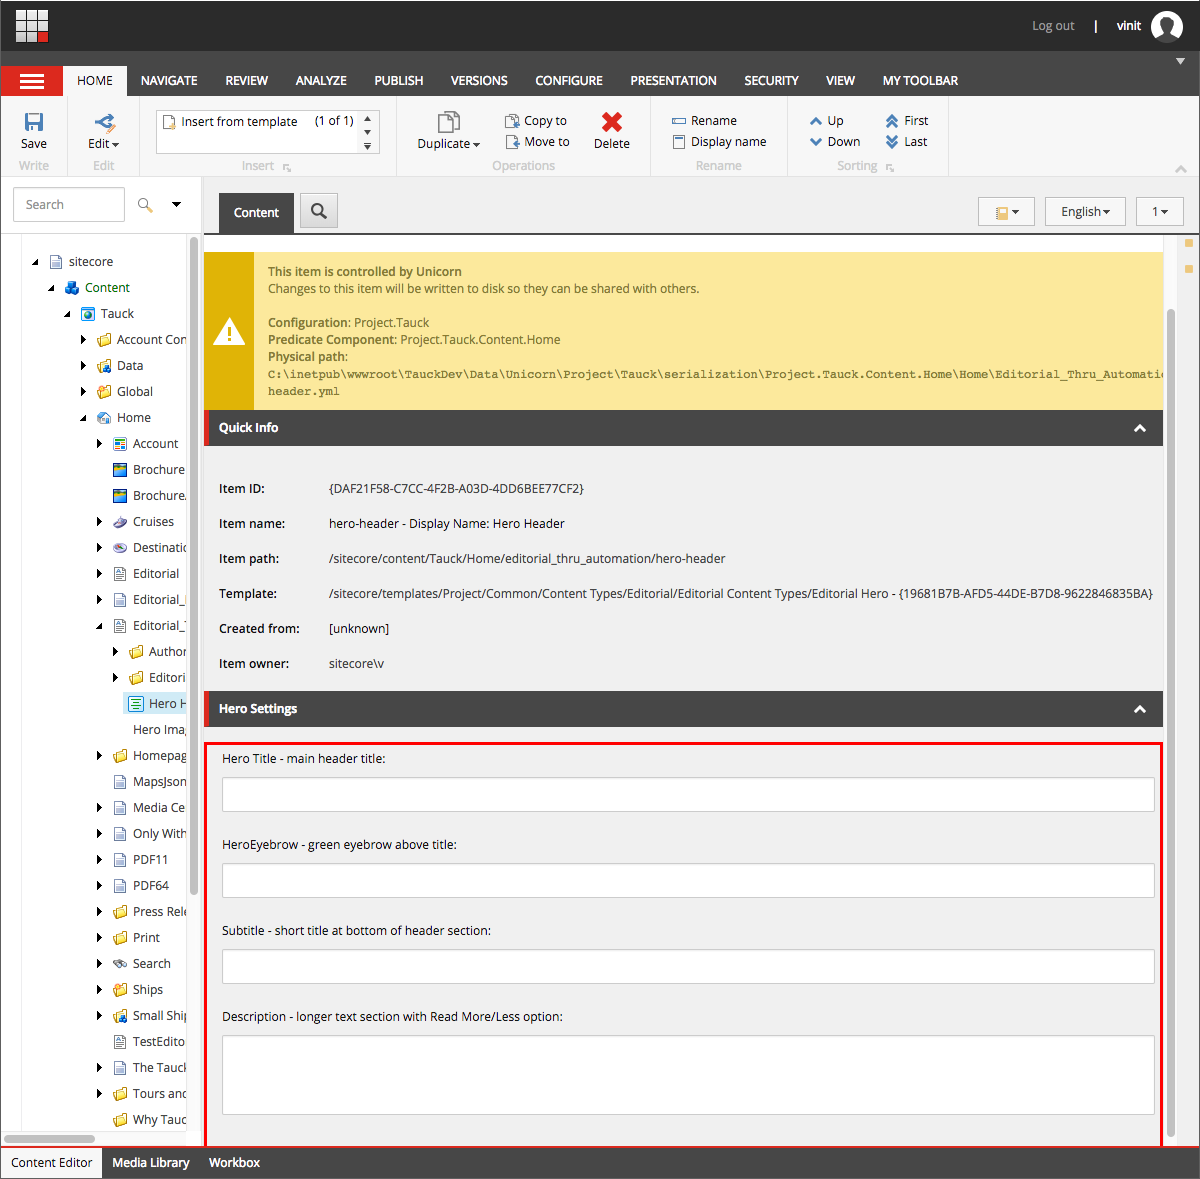 Log out | vinit
HOME NAVIGATE REVIEW ANALYZE PUBLISH VERSIONS CONFIGURE PRESENTATION SECURITY VIEW MY TOOLBAR
Insert from template (1 of 1)
Copy to
Rename
Up
First
Save
Edit
Duplicate
Move to
Delete
Display name
Down
Last
Write
Edit
Insert
Operations
Rename
Sorting
Search
Content
English
1
sitecore
Content
Tauck
Account Con
Data
Global
Home
Account
Brochure
Brochure
Cruises
Destinatio
Editorial
Editorial_
Editorial_
Author
Editori
Hero H
Hero Ima
Homepag
MapsJson
Media Ce
Only With
PDF11
PDF64
Press Rele
Print
Search
Ships
Small Ship
TestEdito
The Tauck
Tours and
Why Tauc
This item is controlled by Unicorn
Changes to this item will be written to disk so they can be shared with others.
Configuration: Project.Tauck
Predicate Component: Project.Tauck.Content.Home
Physical path:
C:\inetpub\wwwroot\TauckDev\Data\Unicorn\Project\Tauck\serialization\Project.Tauck.Content.Home\Home\Editorial_Thru_Automatic
header.yml
Quick Info
Item ID: {DAF21F58-C7CC-4F2B-A03D-4DD6BEE77CF2}
Item name: hero-header - Display Name: Hero Header
Item path: /sitecore/content/Tauck/Home/editorial_thru_automation/hero-header
Template: /sitecore/templates/Project/Common/Content Types/Editorial/Editorial Content Types/Editorial Hero - {19681B7B-AFD5-44DE-B7D8-9622846835BA}
Created from: [unknown]
Item owner: sitecore\v
Hero Settings
Hero Title - main header title:
HeroEyebrow - green eyebrow above title:
Subtitle - short title at bottom of header section:
Description - longer text section with Read More/Less option:
Content Editor Media Library Workbox